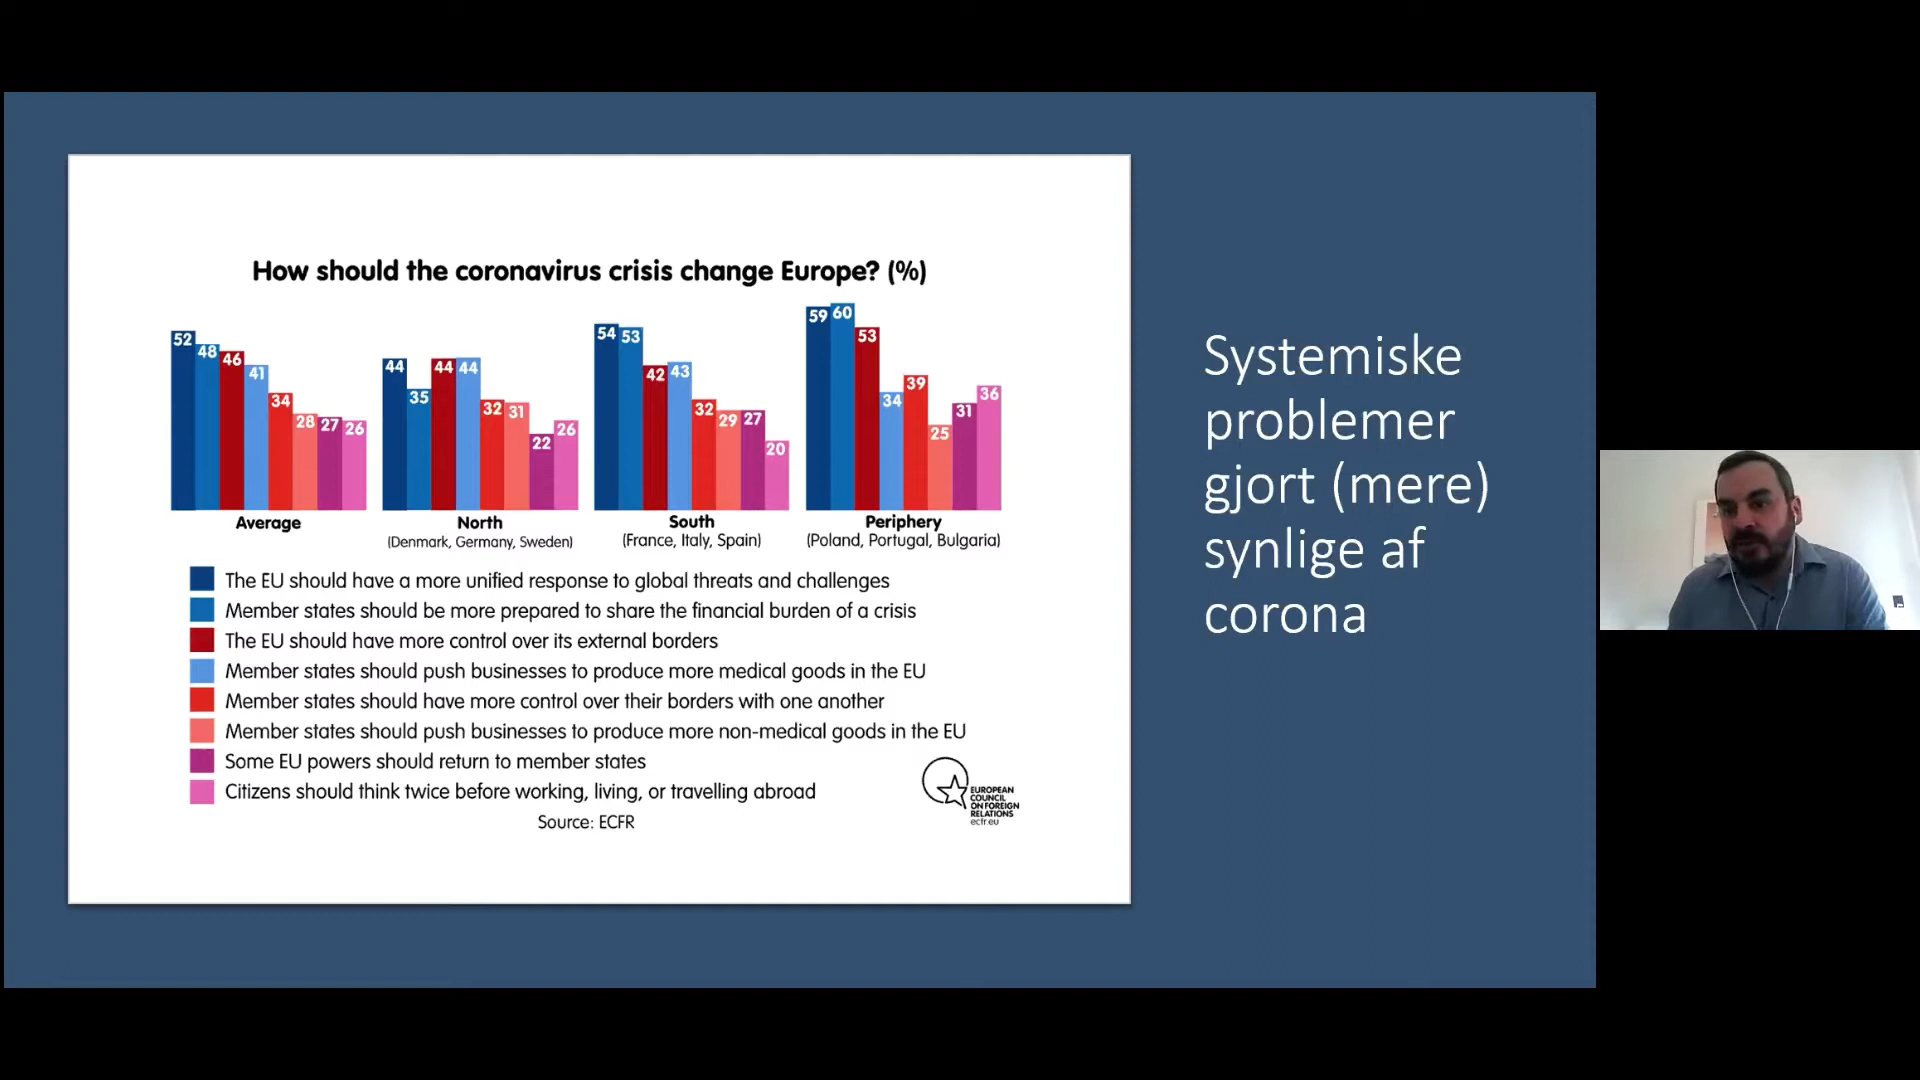 How should the coronavirus crisis change Europe? (%)
52 48 46 41 34 28 27 26
44 35 44 44 32 31 22 26
54 53 42 43 32 29 27 20
59 60 53 34 39 25 31 36
Average
North
(Denmark, Germany, Sweden)
South
(France, Italy, Spain)
Periphery
(Poland, Portugal, Bulgaria)
The EU should have a more unified response to global threats and challenges
Member states should be more prepared to share the financial burden of a crisis
The EU should have more control over its external borders
Member states should push businesses to produce more medical goods in the EU
Member states should have more control over their borders with one another
Member states should push businesses to produce more non-medical goods in the EU
Some EU powers should return to member states
Citizens should think twice before working, living, or travelling abroad
Source: ECFR
EUROPEAN
COUNCIL
ON FOREIGN
RELATIONS
ecfr.eu
Systemiske
problemer
gjort (mere)
synlige af
corona